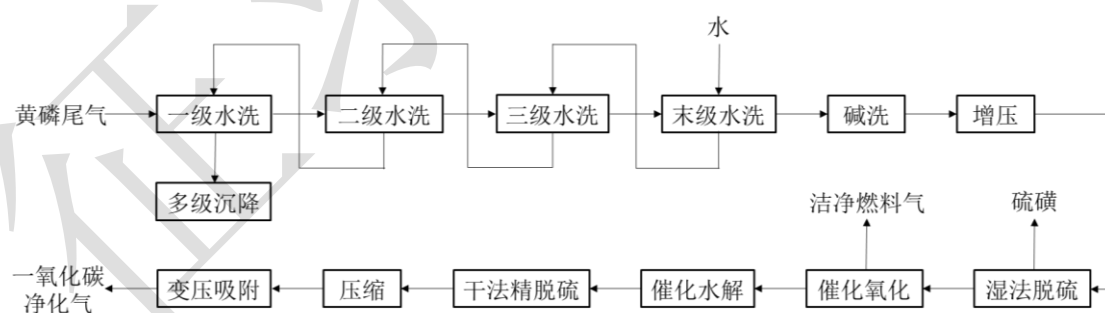 水
黄磷尾气
一级水洗
二级水洗
三级水洗
末级水洗
碱洗
增压
多级沉降
洁净燃料气
硫磺
一氧化碳
净化气
变压吸附
压缩
干法精脱硫
催化水解
催化氧化
湿法脱硫